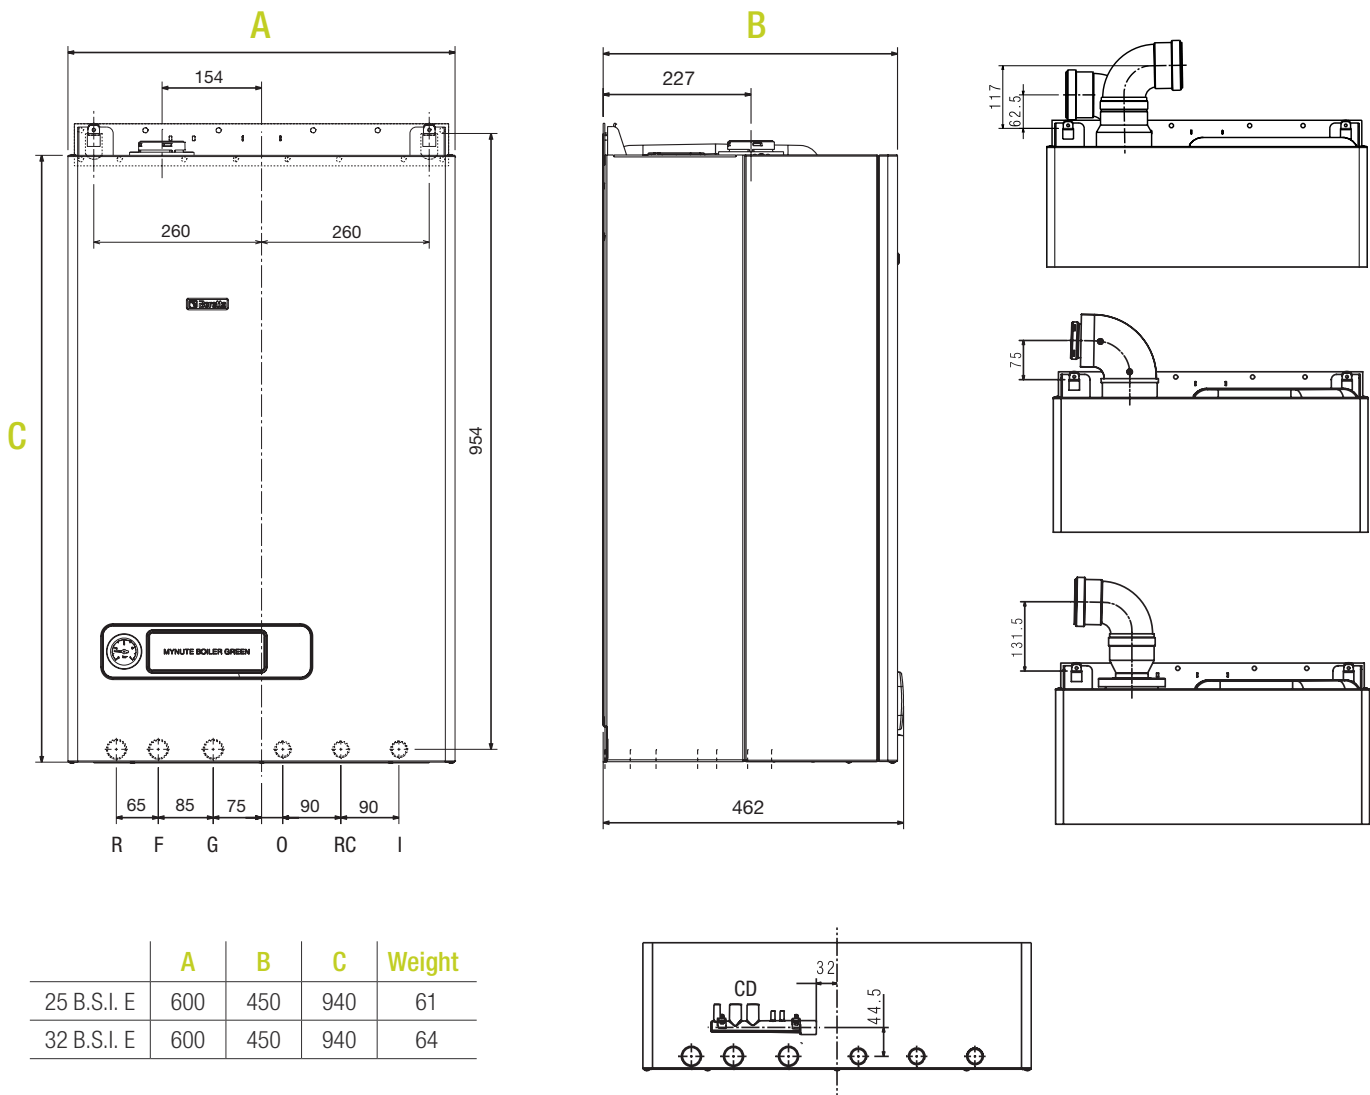 A
154
260
260
C
954
Beretta
MYNUTE BOILER GREEN
65 85 75 90 90
R F G O RC I
B
227
462
117
62.5
75
131.5
A B C Weight
25 B.S.I. E 600 450 940 61
32 B.S.I. E 600 450 940 64
32
CD
44.5